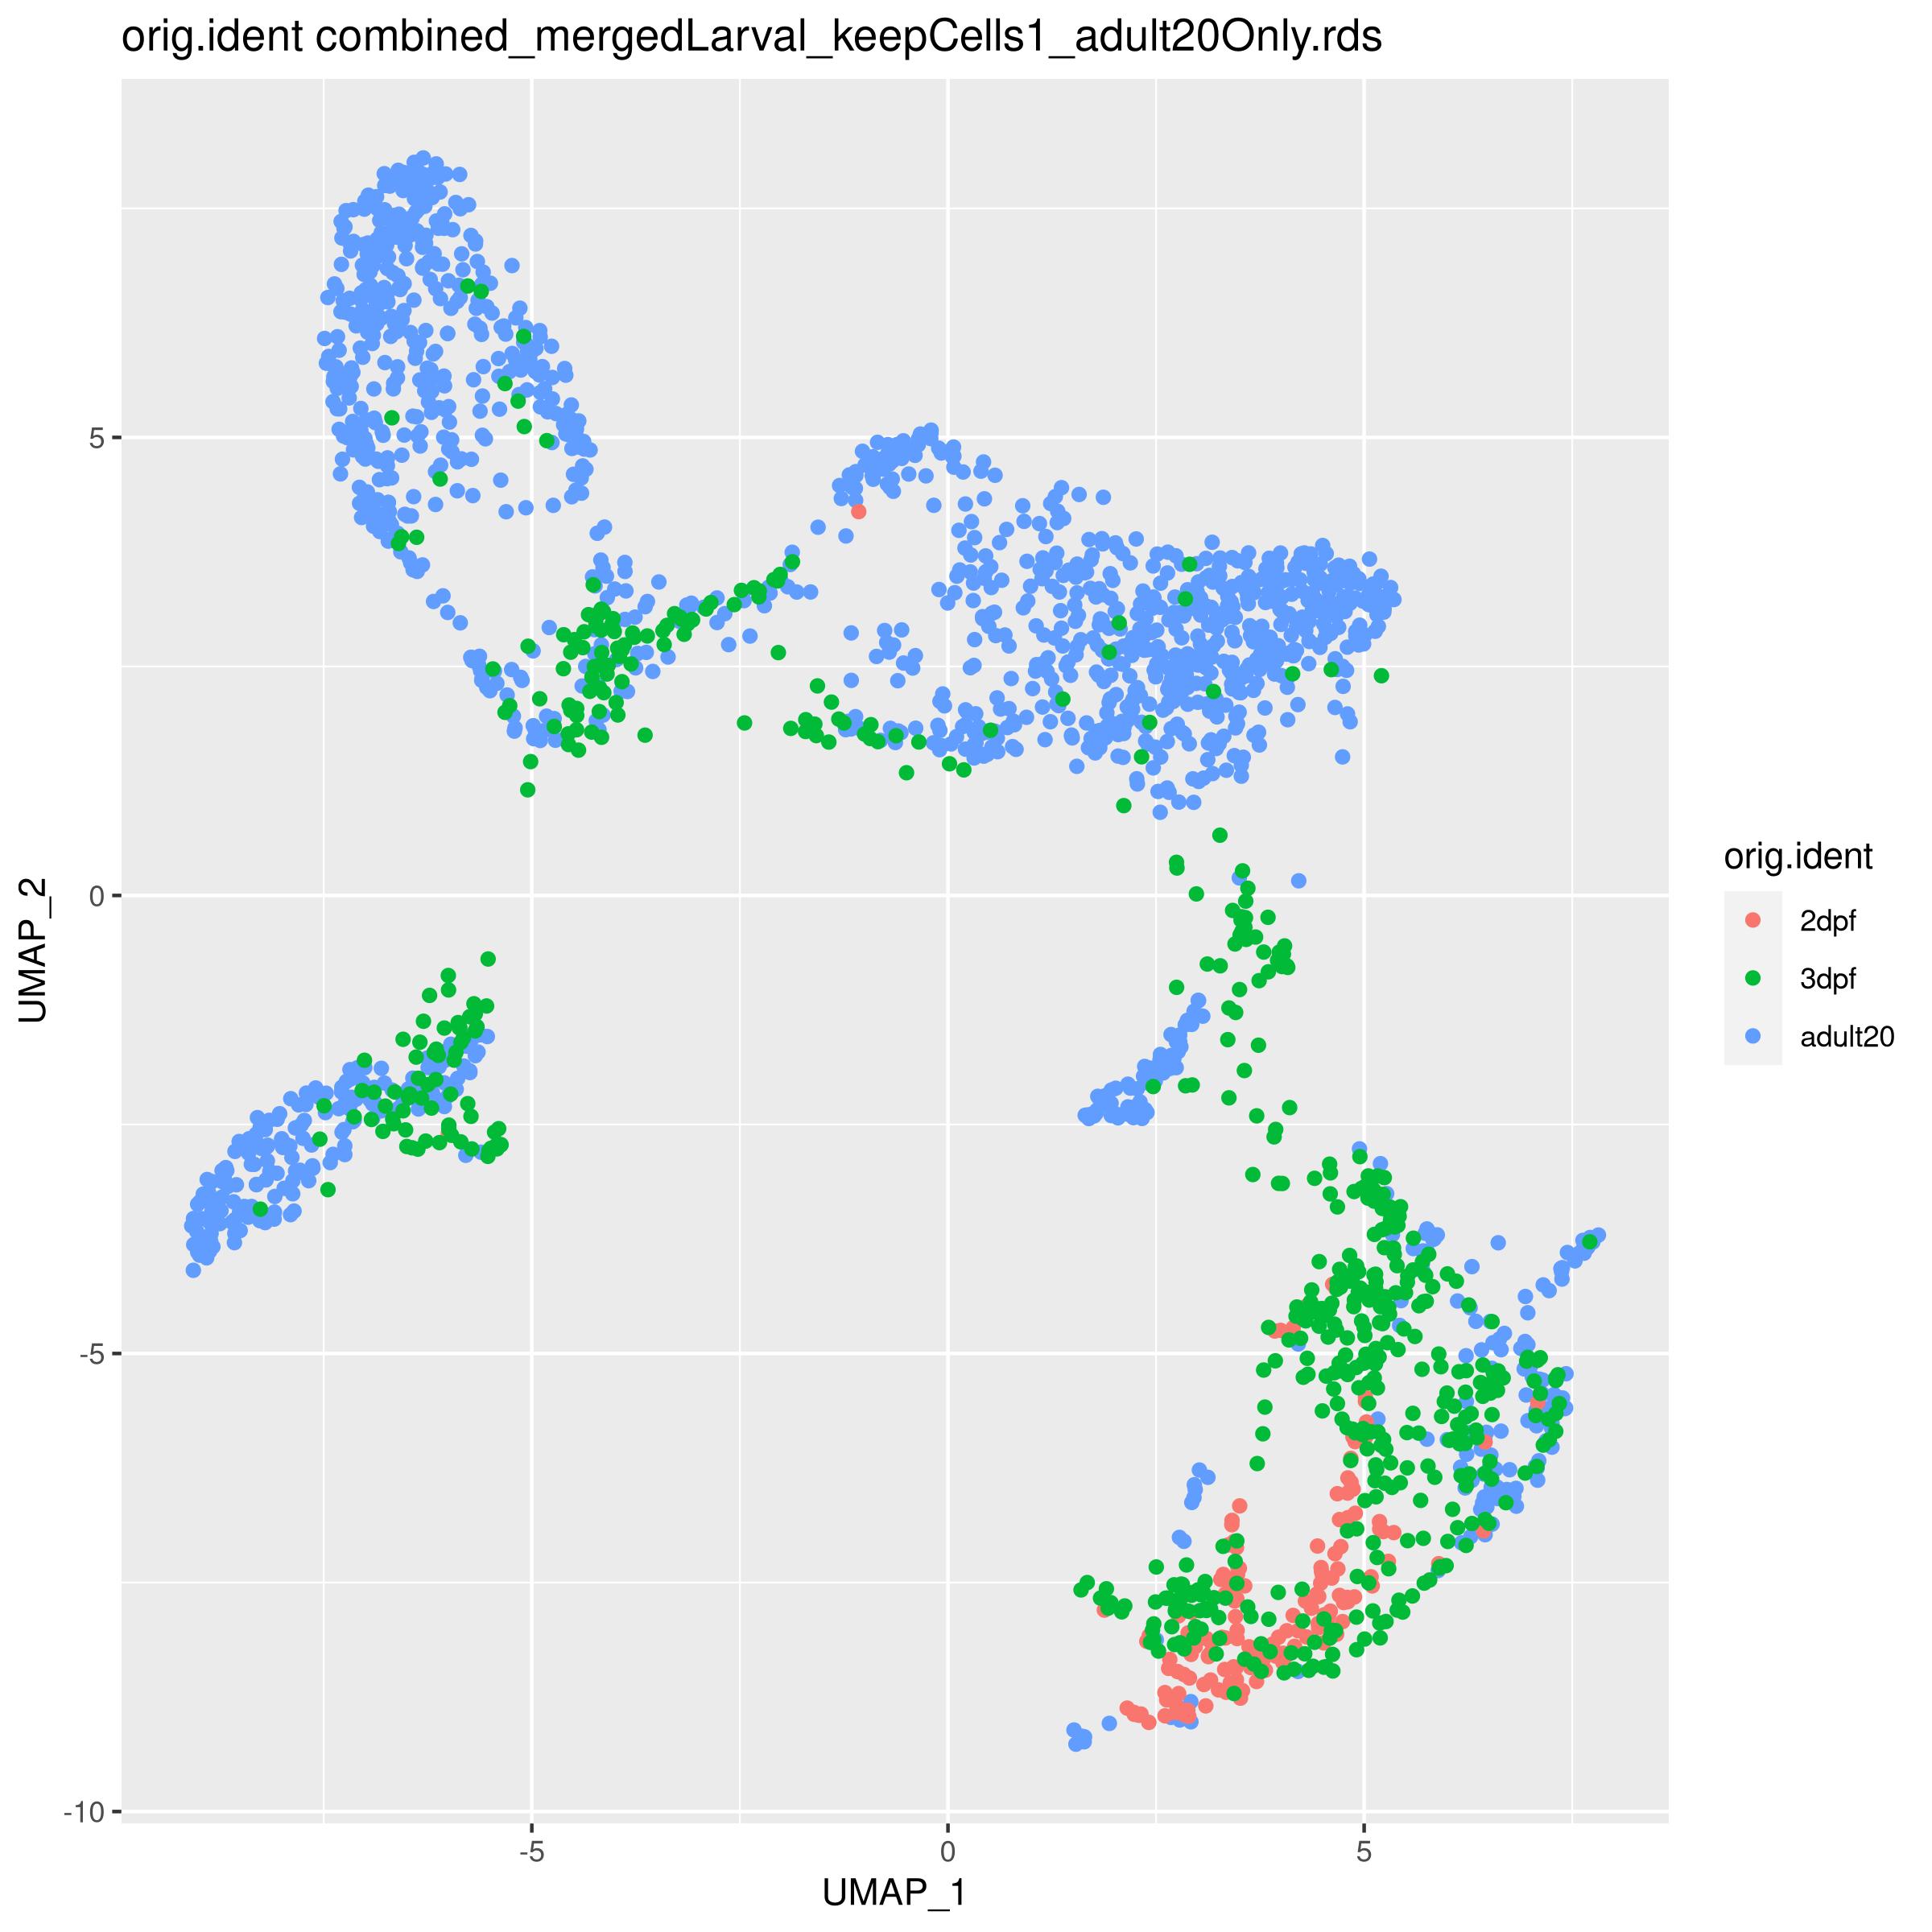 orig.ident combined_mergedLarval_keepCells1_adult20Only.rds
5
0
-5
-10
UMAP_2
-5
0
5
UMAP_1
orig.ident
2dpf
3dpf
adult20